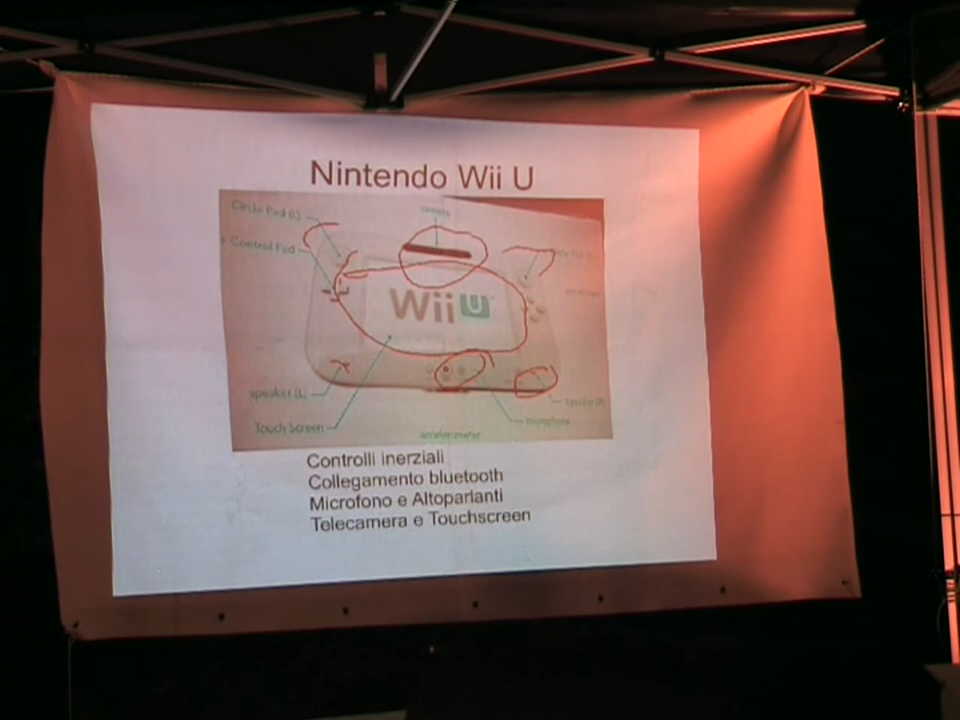 Nintendo Wii U
Circle Pad (L)
camera
+ Control Pad
Wii U
speaker (L)
speaker (R)
Touch Screen
microphone
accelerometer
Controlli inerziali
Collegamento bluetooth
Microfono e Altoparlanti
Telecamera e Touchscreen